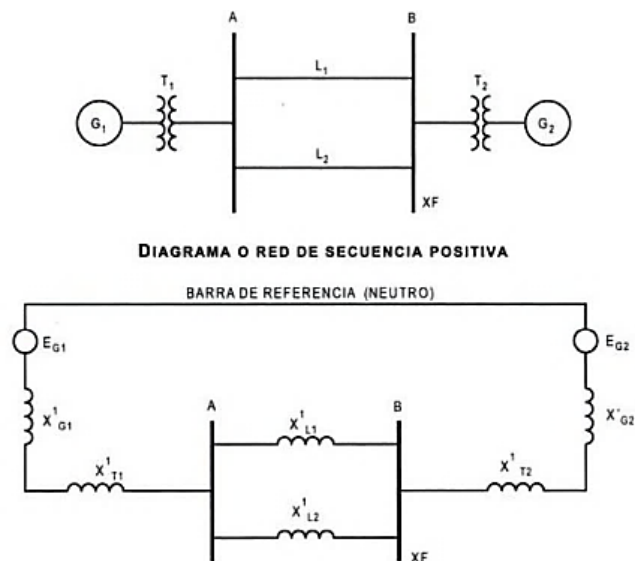 A B
L1
T1 T2
G1 G2
L2
XF
DIAGRAMA O RED DE SECUENCIA POSITIVA
BARRA DE REFERENCIA (NEUTRO)
EG1 EG2
A B
X¹G1 X¹L1 X'G2
X¹T1 X¹T2
X¹L2
XF